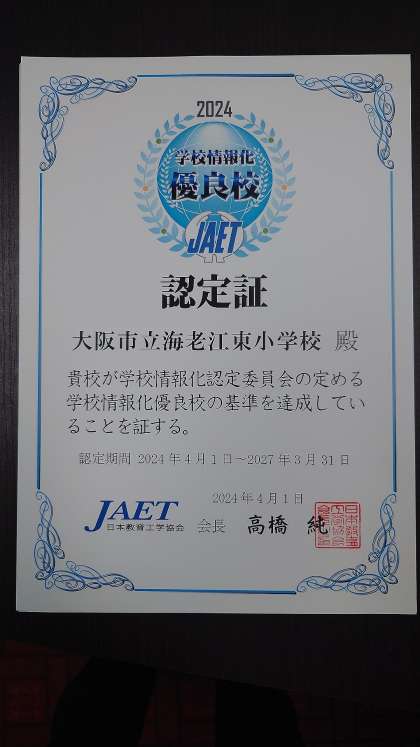 2024
学校情報化
優良校
JAET
認定証
大阪市立海老江東小学校 殿
貴校が学校情報化認定委員会の定める
学校情報化優良校の基準を達成してい
ることを証する。
認定期間 2024年4月1日～2027年3月31日
2024年4月1日
JAET
日本教育工学協会 会長 高橋 純